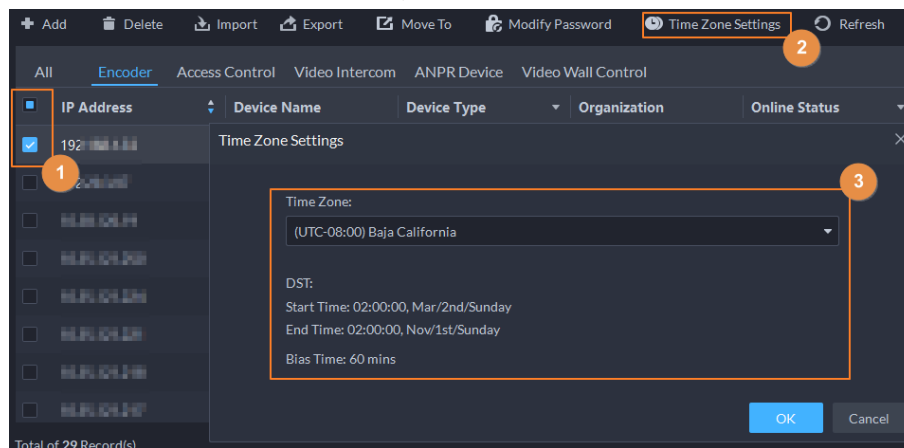 Add Delete Import Export Move To Modify Password Time Zone Settings Refresh
2
All Encoder Access Control Video Intercom ANPR Device Video Wall Control
IP Address Device Name Device Type Organization Online Status
192
Time Zone Settings
1
3
Time Zone:
(UTC-08:00) Baja California
DST:
Start Time: 02:00:00, Mar/2nd/Sunday
End Time: 02:00:00, Nov/1st/Sunday
Bias Time: 60 mins
OK Cancel
Total of 29 Record(s)